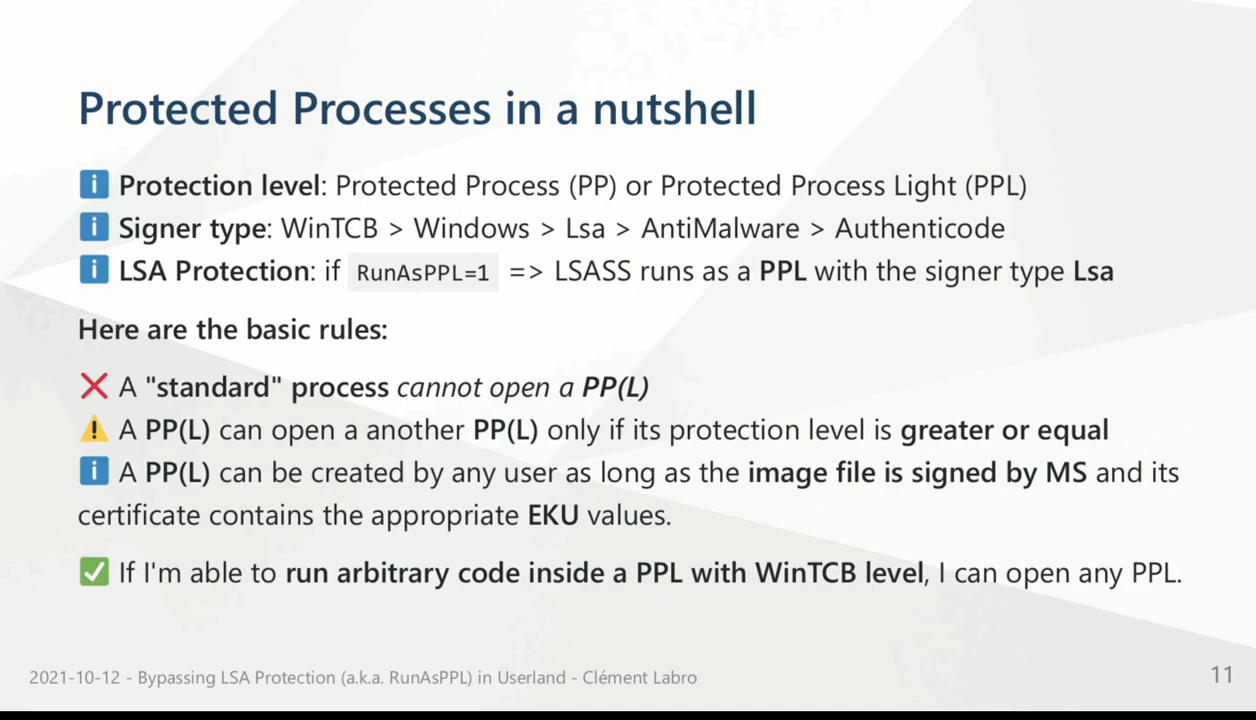 Protected Processes in a nutshell
ℹ️ Protection level: Protected Process (PP) or Protected Process Light (PPL)
ℹ️ Signer type: WinTCB > Windows > Lsa > AntiMalware > Authenticode
ℹ️ LSA Protection: if RunAsPPL=1 => LSASS runs as a PPL with the signer type Lsa
Here are the basic rules:
❌ A "standard" process cannot open a PP(L)
⚠️ A PP(L) can open a another PP(L) only if its protection level is greater or equal
ℹ️ A PP(L) can be created by any user as long as the image file is signed by MS and its
certificate contains the appropriate EKU values.
✅ If I'm able to run arbitrary code inside a PPL with WinTCB level, I can open any PPL.
2021-10-12 - Bypassing LSA Protection (a.k.a. RunAsPPL) in Userland - Clément Labro
11